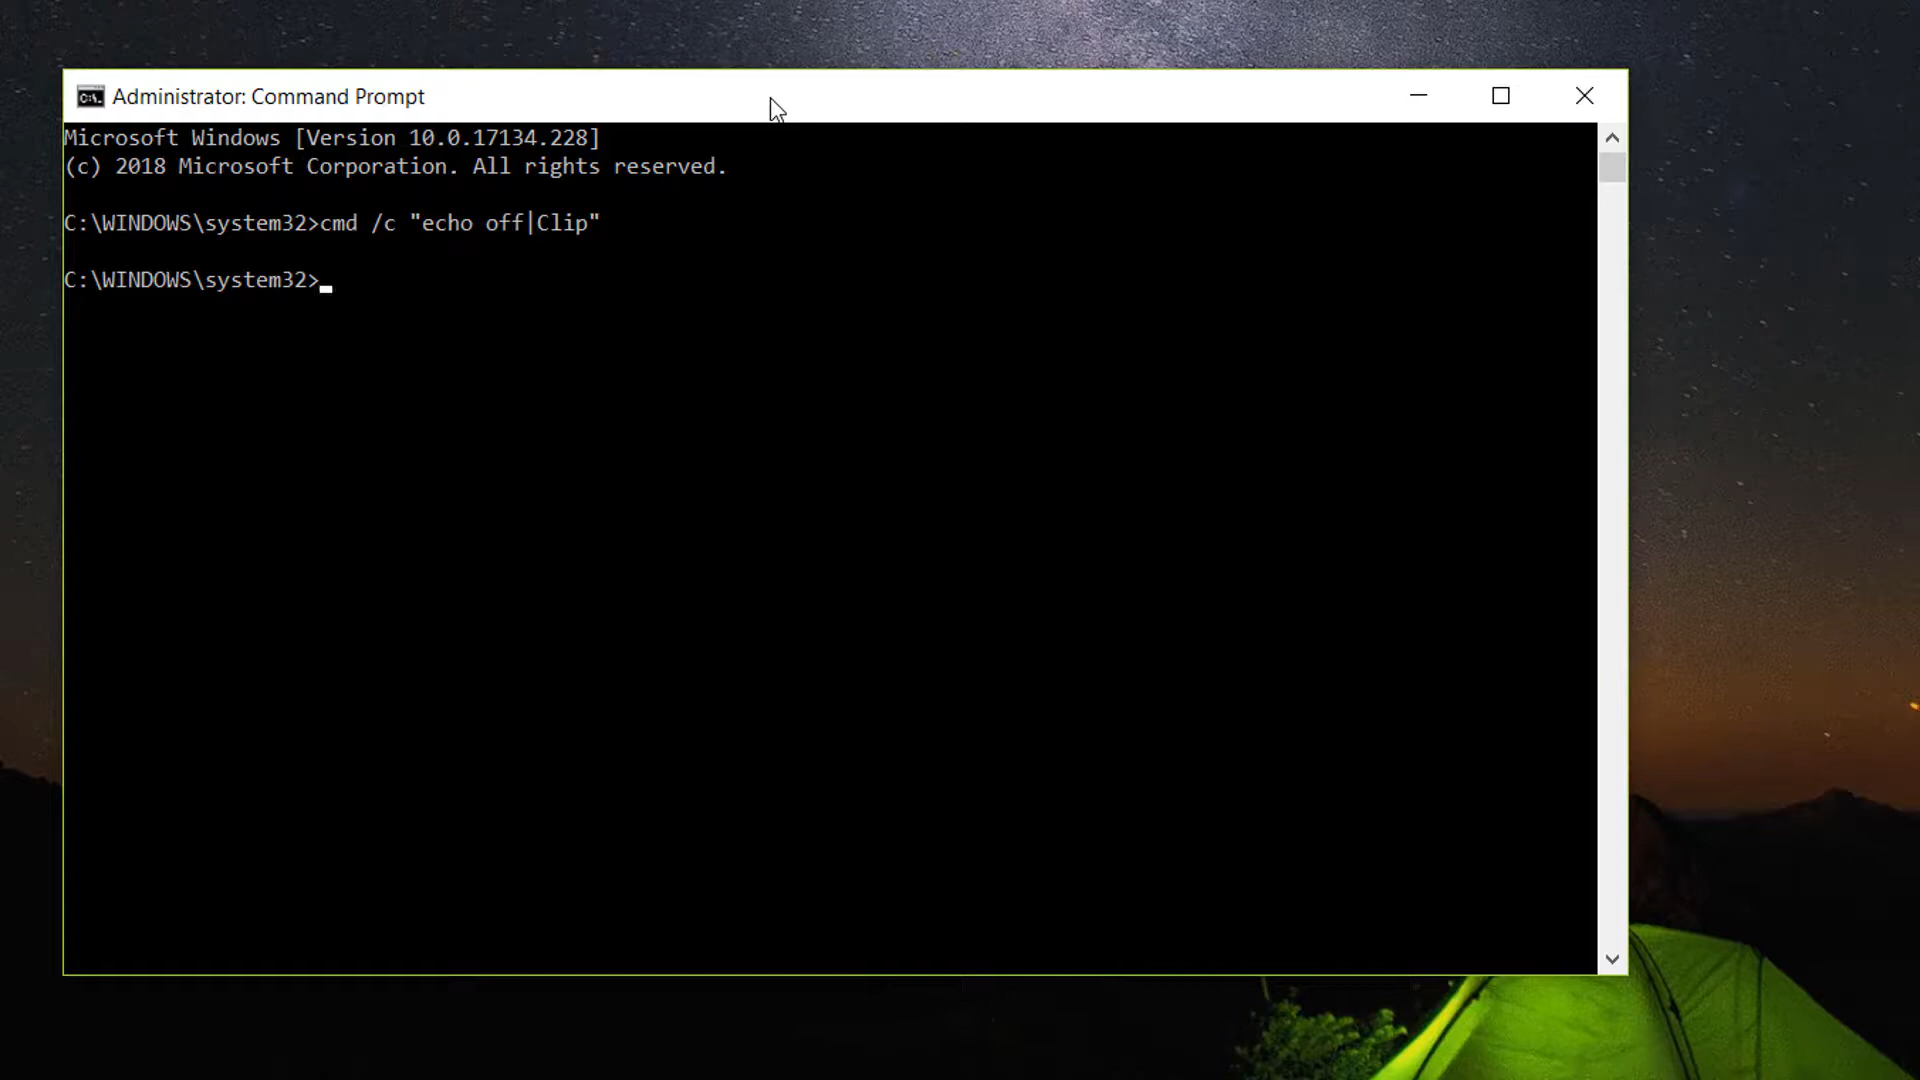 Administrator: Command Prompt
Microsoft Windows [Version 10.0.17134.228]
(c) 2018 Microsoft Corporation. All rights reserved.
C:\WINDOWS\system32>cmd /c "echo off|Clip"
C:\WINDOWS\system32>